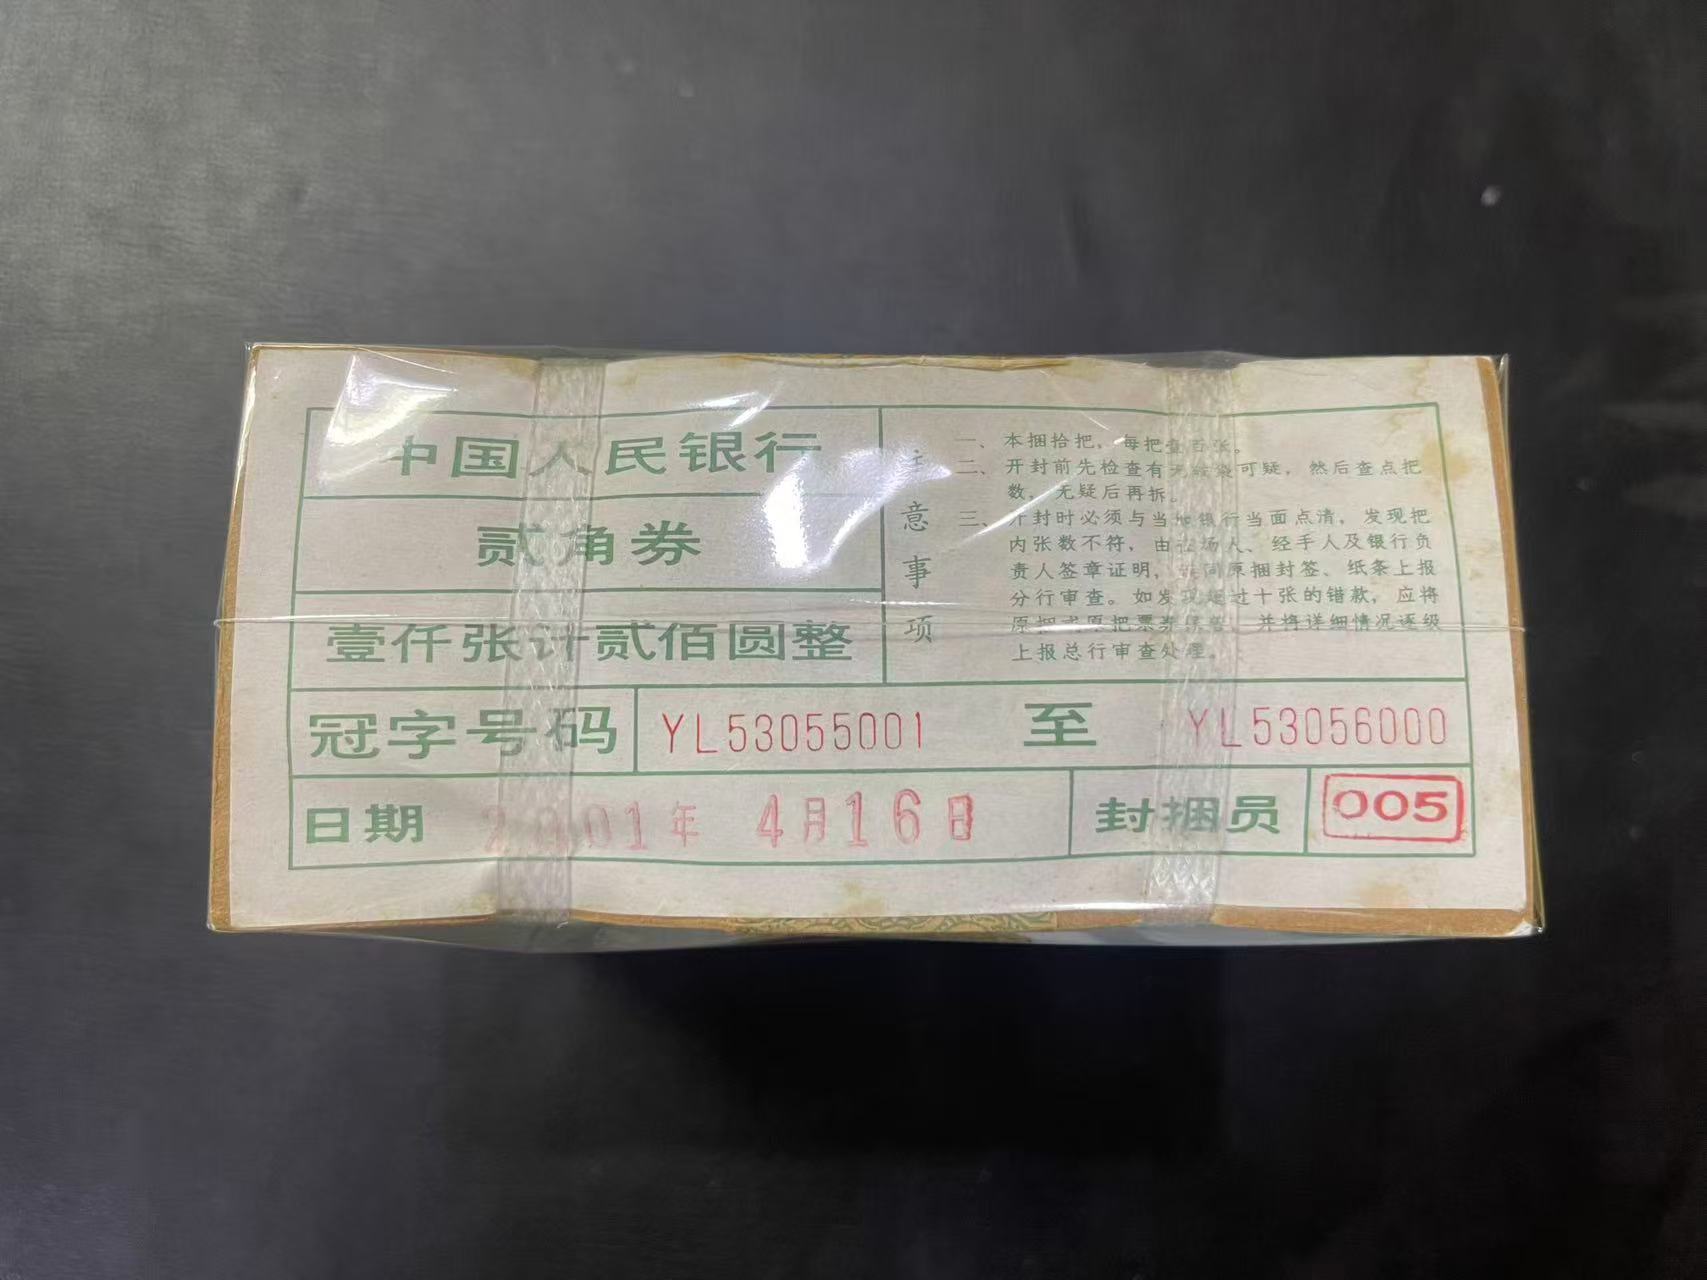 中国人民银行
贰角券
壹仟张计贰佰圆整
注意事项
一、本捆拾把，每把壹百张。
二、开封前先检查有无松裂可疑，然后查点把
数，无疑后再拆。
三、开封时必须与当地银行当面点清，发现把
内张数不符，由在场人、经手人及银行负
责人签章证明，连同原捆封签、纸条上报
分行审查。如发现超过十张的错款，应将
原捆或原把票券保管，并将详细情况逐级
上报总行审查处理。
冠字号码 YL53055001 至 YL53056000
日期 2001年 4月16日 封捆员 005